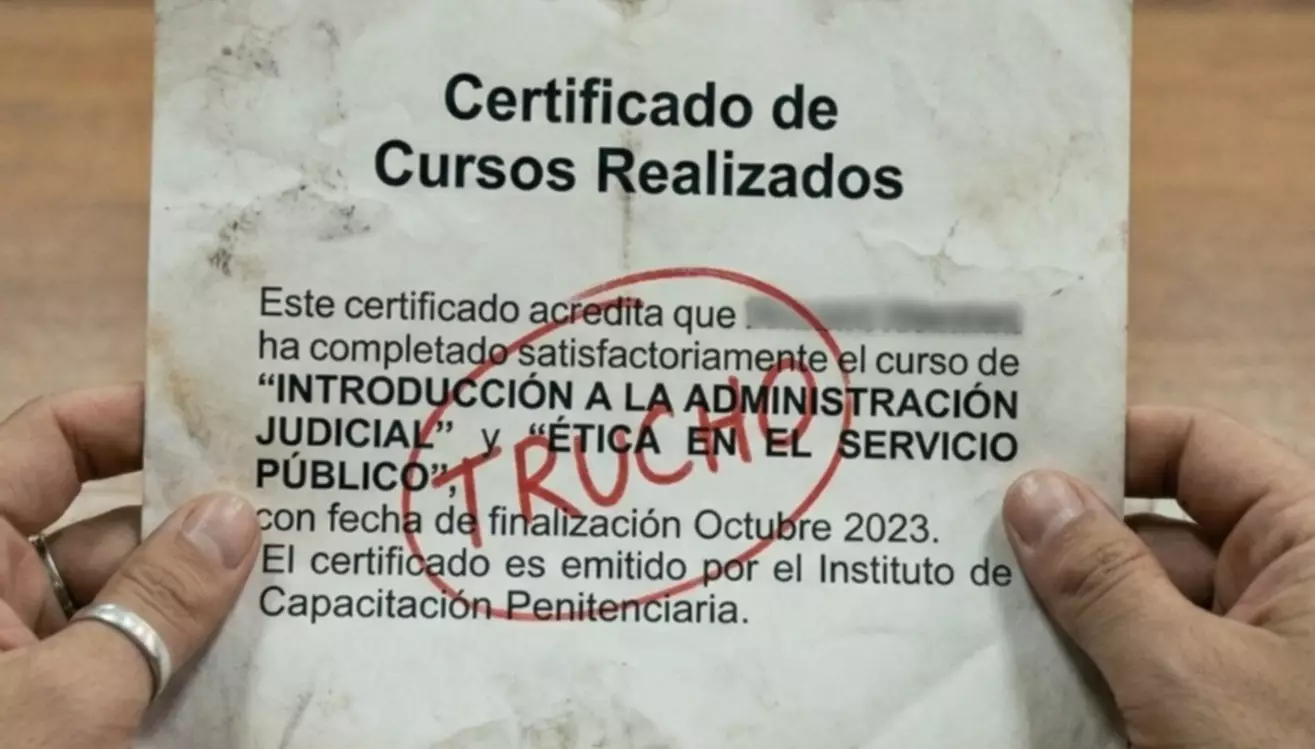 Certificado de
Cursos Realizados
Este certificado acredita que
ha completado satisfactoriamente el curso de
“INTRODUCCIÓN A LA ADMINISTRACIÓN
JUDICIAL” y “ÉTICA EN EL SERVICIO
PÚBLICO”,
TRUCHO
con fecha de finalización Octubre 2023.
El certificado es emitido por el Instituto de
Capacitación Penitenciaria.